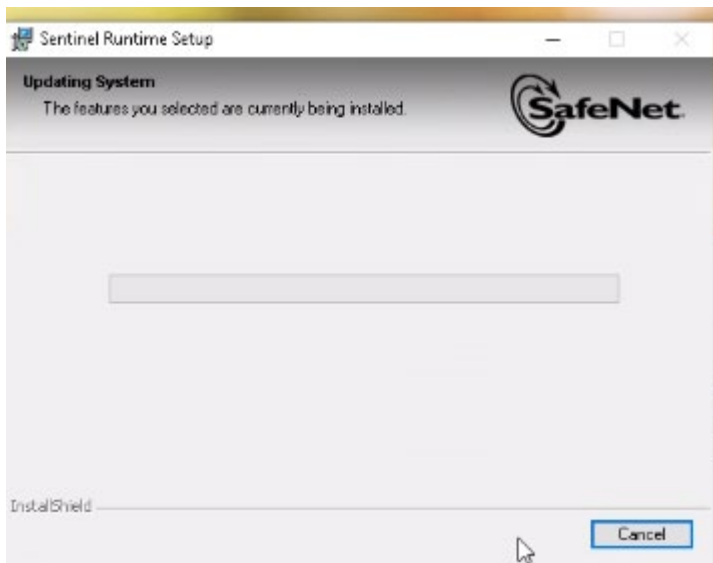 Sentinel Runtime Setup
Updating System
The features you selected are currently being installed.
SafeNet.
InstallShield
Cancel